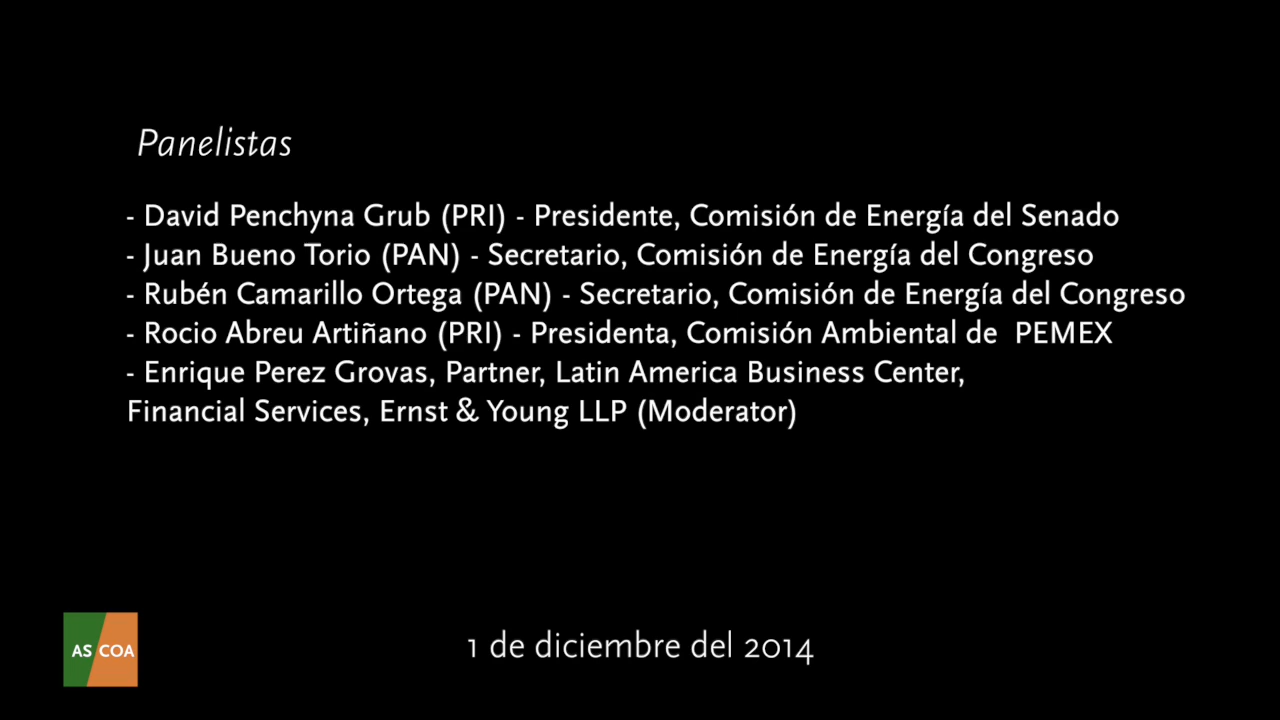 Panelistas
- David Penchyna Grub (PRI) - Presidente, Comisión de Energía del Senado
- Juan Bueno Torio (PAN) - Secretario, Comisión de Energía del Congreso
- Rubén Camarillo Ortega (PAN) - Secretario, Comisión de Energía del Congreso
- Rocio Abreu Artiñano (PRI) - Presidenta, Comisión Ambiental de  PEMEX
- Enrique Perez Grovas, Partner, Latin America Business Center,
Financial Services, Ernst & Young LLP (Moderator)
AS COA
1 de diciembre del 2014